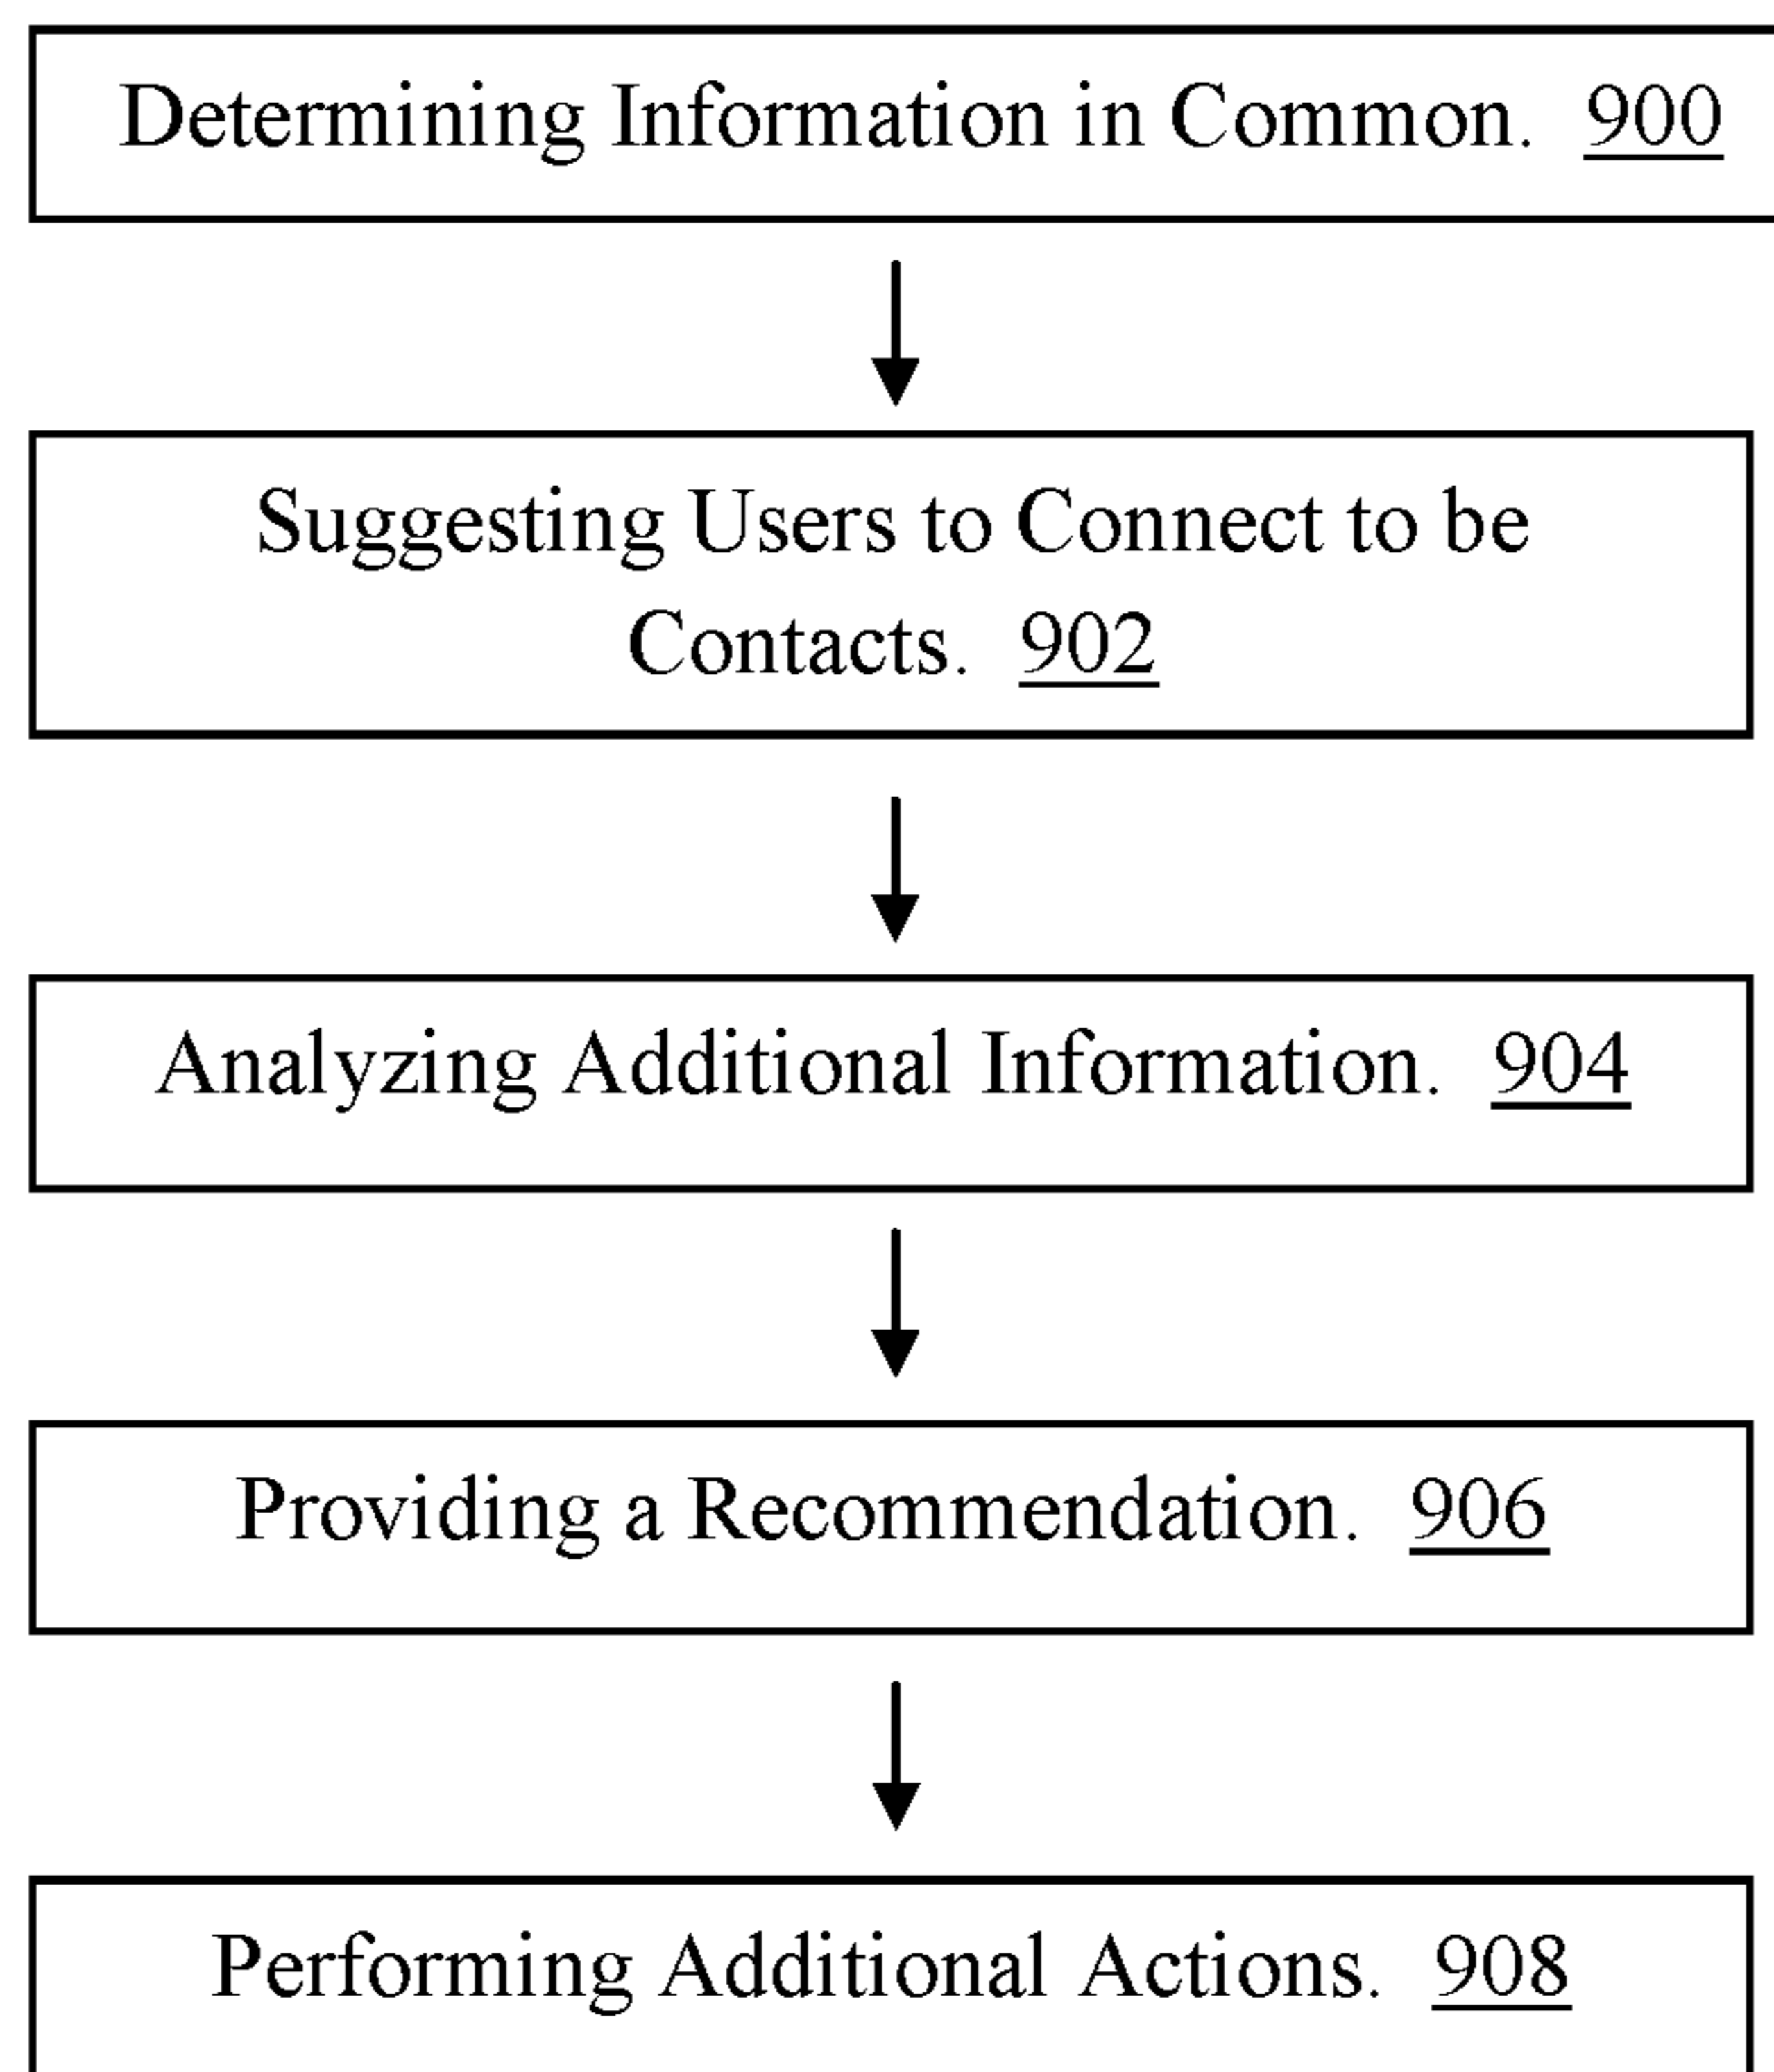 Determining Information in Common. 900
Suggesting Users to Connect to be
Contacts. 902
Analyzing Additional Information. 904
Providing a Recommendation. 906
Performing Additional Actions. 908